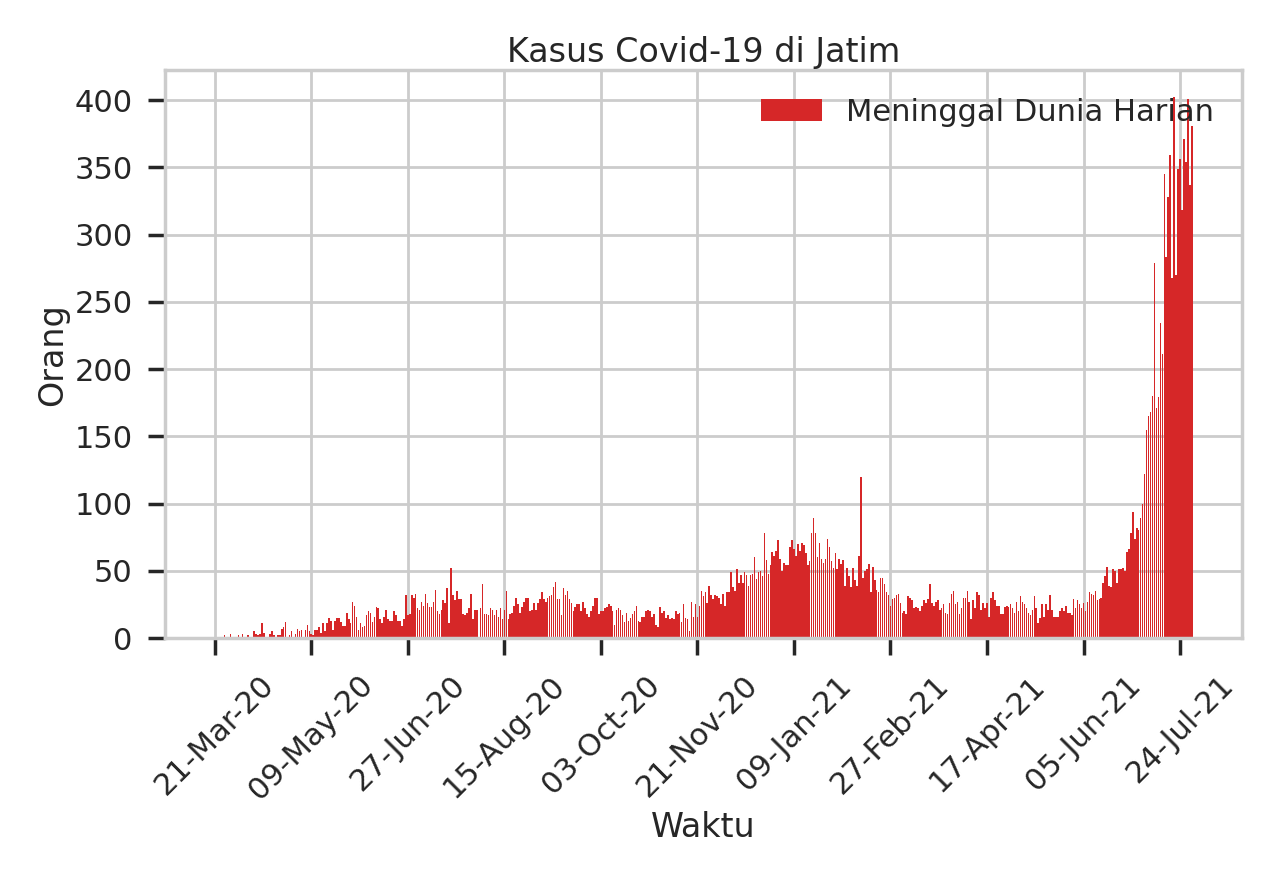 Kasus Covid-19 di Jatim
Meninggal Dunia Harian
Orang
400
350
300
250
200
150
100
50
0
21-Mar-20
09-May-20
27-Jun-20
15-Aug-20
03-Oct-20
21-Nov-20
09-Jan-21
27-Feb-21
17-Apr-21
05-Jun-21
24-Jul-21
Waktu